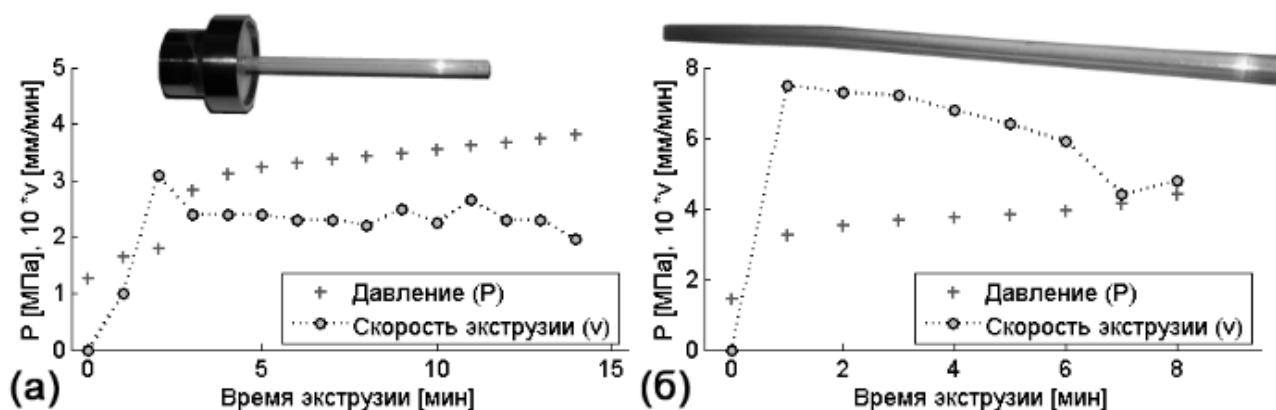 5
4
3
2
1
0
P [МПа], 10 *v [мм/мин]
Давление (P)
Скорость экструзии (v)
0 5 10 15
Время экструзии [мин]
(а)
8
6
4
2
0
P [МПа], 10 *v [мм/мин]
Давление (P)
Скорость экструзии (v)
0 2 4 6 8
Время экструзии [мин]
(б)